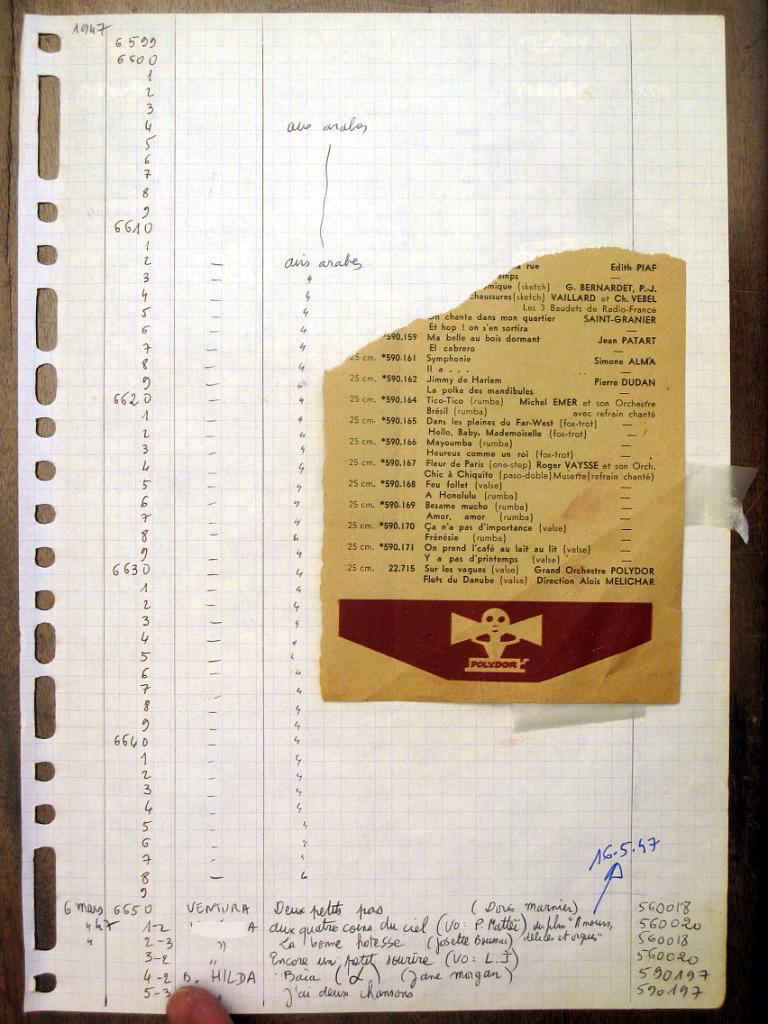 1947
6599
6600
1
2
3
4 airs arabes
5
6
7
8
9
6610
1
2 — airs arabes
3 — "
4 — "
5 — "
6 — "
7 — "
8 — "
9 — "
6620 — "
1 — "
2 — "
3 — "
4 — "
5 — "
6 — "
7 — "
8 — "
9 — "
6630 — "
1 — "
2 — "
3 — "
4 — "
5 — "
6 — "
7 — "
8 — "
9 — "
6640 — "
1 — "
2 — "
3 — "
4 — "
5 — "
6 — "
7 — "
8 — "
9
a rue Edith PIAF
emps
mique (sketch) G. BERNARDET, P.-J.
chaussures (sketch) VAILLARD et Ch. VEBEL
Les 3 Baudets de Radio-France
On chante dans mon quartier SAINT-GRANIER
Et hop ! on s'en sortira —
*590.159 Ma belle au bois dormant Jean PATART
El cabrero —
25 cm. *590.161 Symphonie Simone ALMA
Il a . . . —
25 cm. *590.162 Jimmy de Harlem Pierre DUDAN
La polka des mandibules —
25 cm. *590.164 Tico-Tico (rumba) Michel EMER et son Orchestre
Brésil (rumba) avec refrain chanté
25 cm. *590.165 Dans les plaines du Far-West (fox-trot) —
Hello, Baby, Mademoiselle (fox-trot) —
25 cm. *590.166 Mayoumba (rumba) —
Heureux comme un roi (fox-trot) —
25 cm. *590.167 Fleur de Paris (one-step) Roger VAYSSE et son Orch.
Chic à Chiquito (paso-doble) Musette (refrain chanté)
25 cm. *590.168 Feu follet (valse) —
A Honolulu (rumba) —
25 cm. *590.169 Besame mucho (rumba) —
Amor, amor (rumba) —
25 cm. *590.170 Ça n'a pas d'importance (valse) —
Frénésie (rumba) —
25 cm. *590.171 On prend l'café au lait au lit (valse) —
Y a pas d'printemps (valse) —
25 cm. 22.715 Sur les vagues (valse) Grand Orchestre POLYDOR
Flots du Danube (valse) Direction Alois MELICHAR
POLYDOR
16-5-47
6 mars 6650 VENTURA Deux petits pas (Doris marnier) 560018
" 47 1-2 A aux quatre coins du ciel (Vo: P. Mattei) du film "Amours, 560020
" 2-3 " La bonne hotesse (Josette) délices et orgues" 560018
3-2 " Encore un petit sourire (Vo: L.J) 560020
4-2 B. HILDA Baïa (Jane morgan) 590197
5-3 " J'ai deux chansons 590197